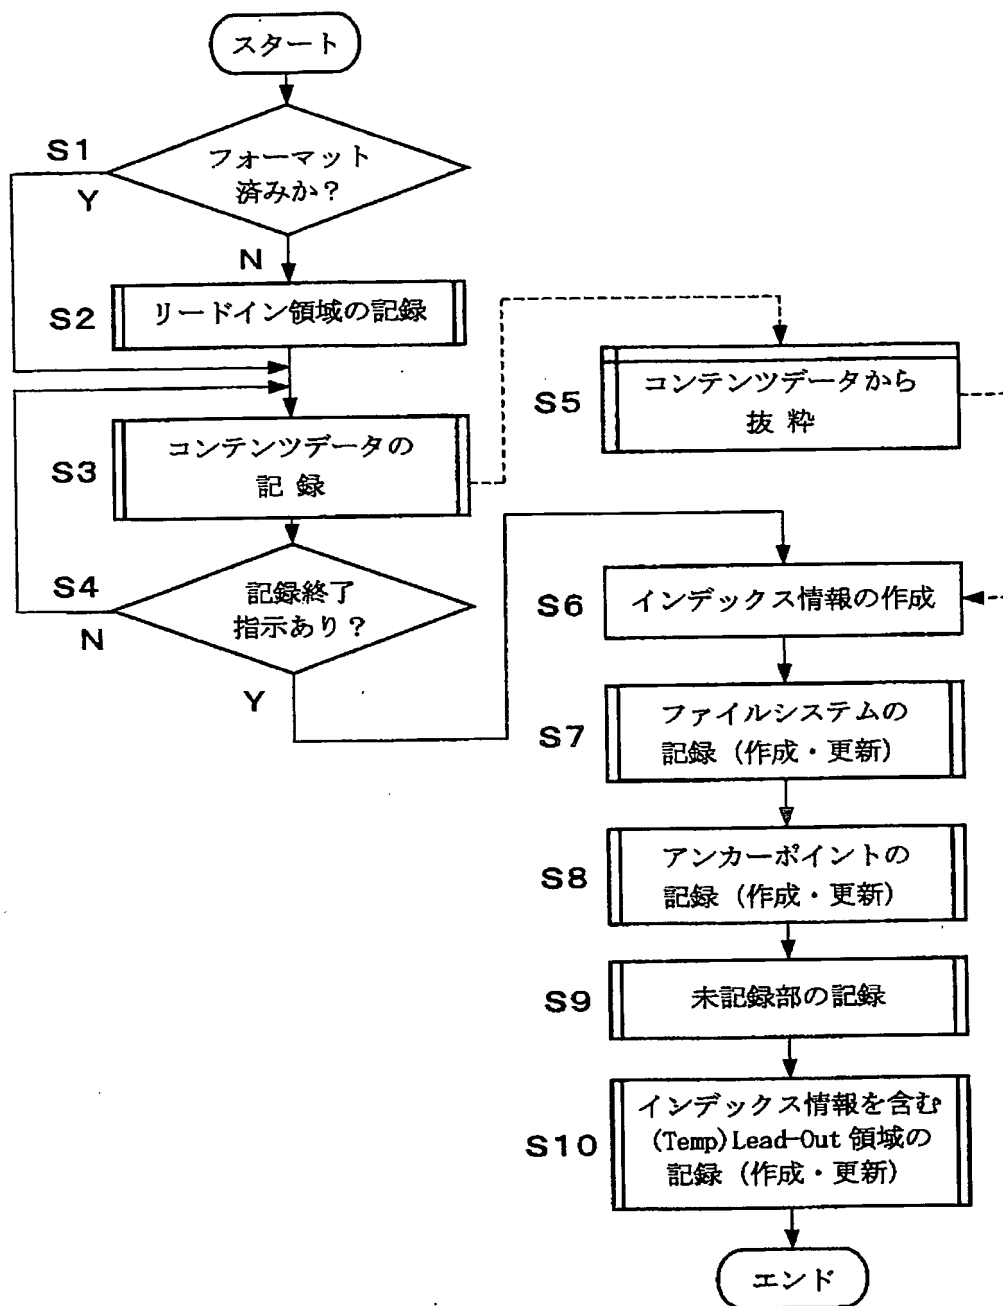 スタート
S1
フォーマット
済みか？
Y
N
S2
リードイン領域の記録
S3
コンテンツデータの
記 録
S4
記録終了
指示あり？
N
Y
S5
コンテンツデータから
抜 粋
S6
インデックス情報の作成
S7
ファイルシステムの
記録（作成・更新）
S8
アンカーポイントの
記録（作成・更新）
S9
未記録部の記録
S10
インデックス情報を含む
(Temp)Lead-Out 領域の
記録（作成・更新）
エンド